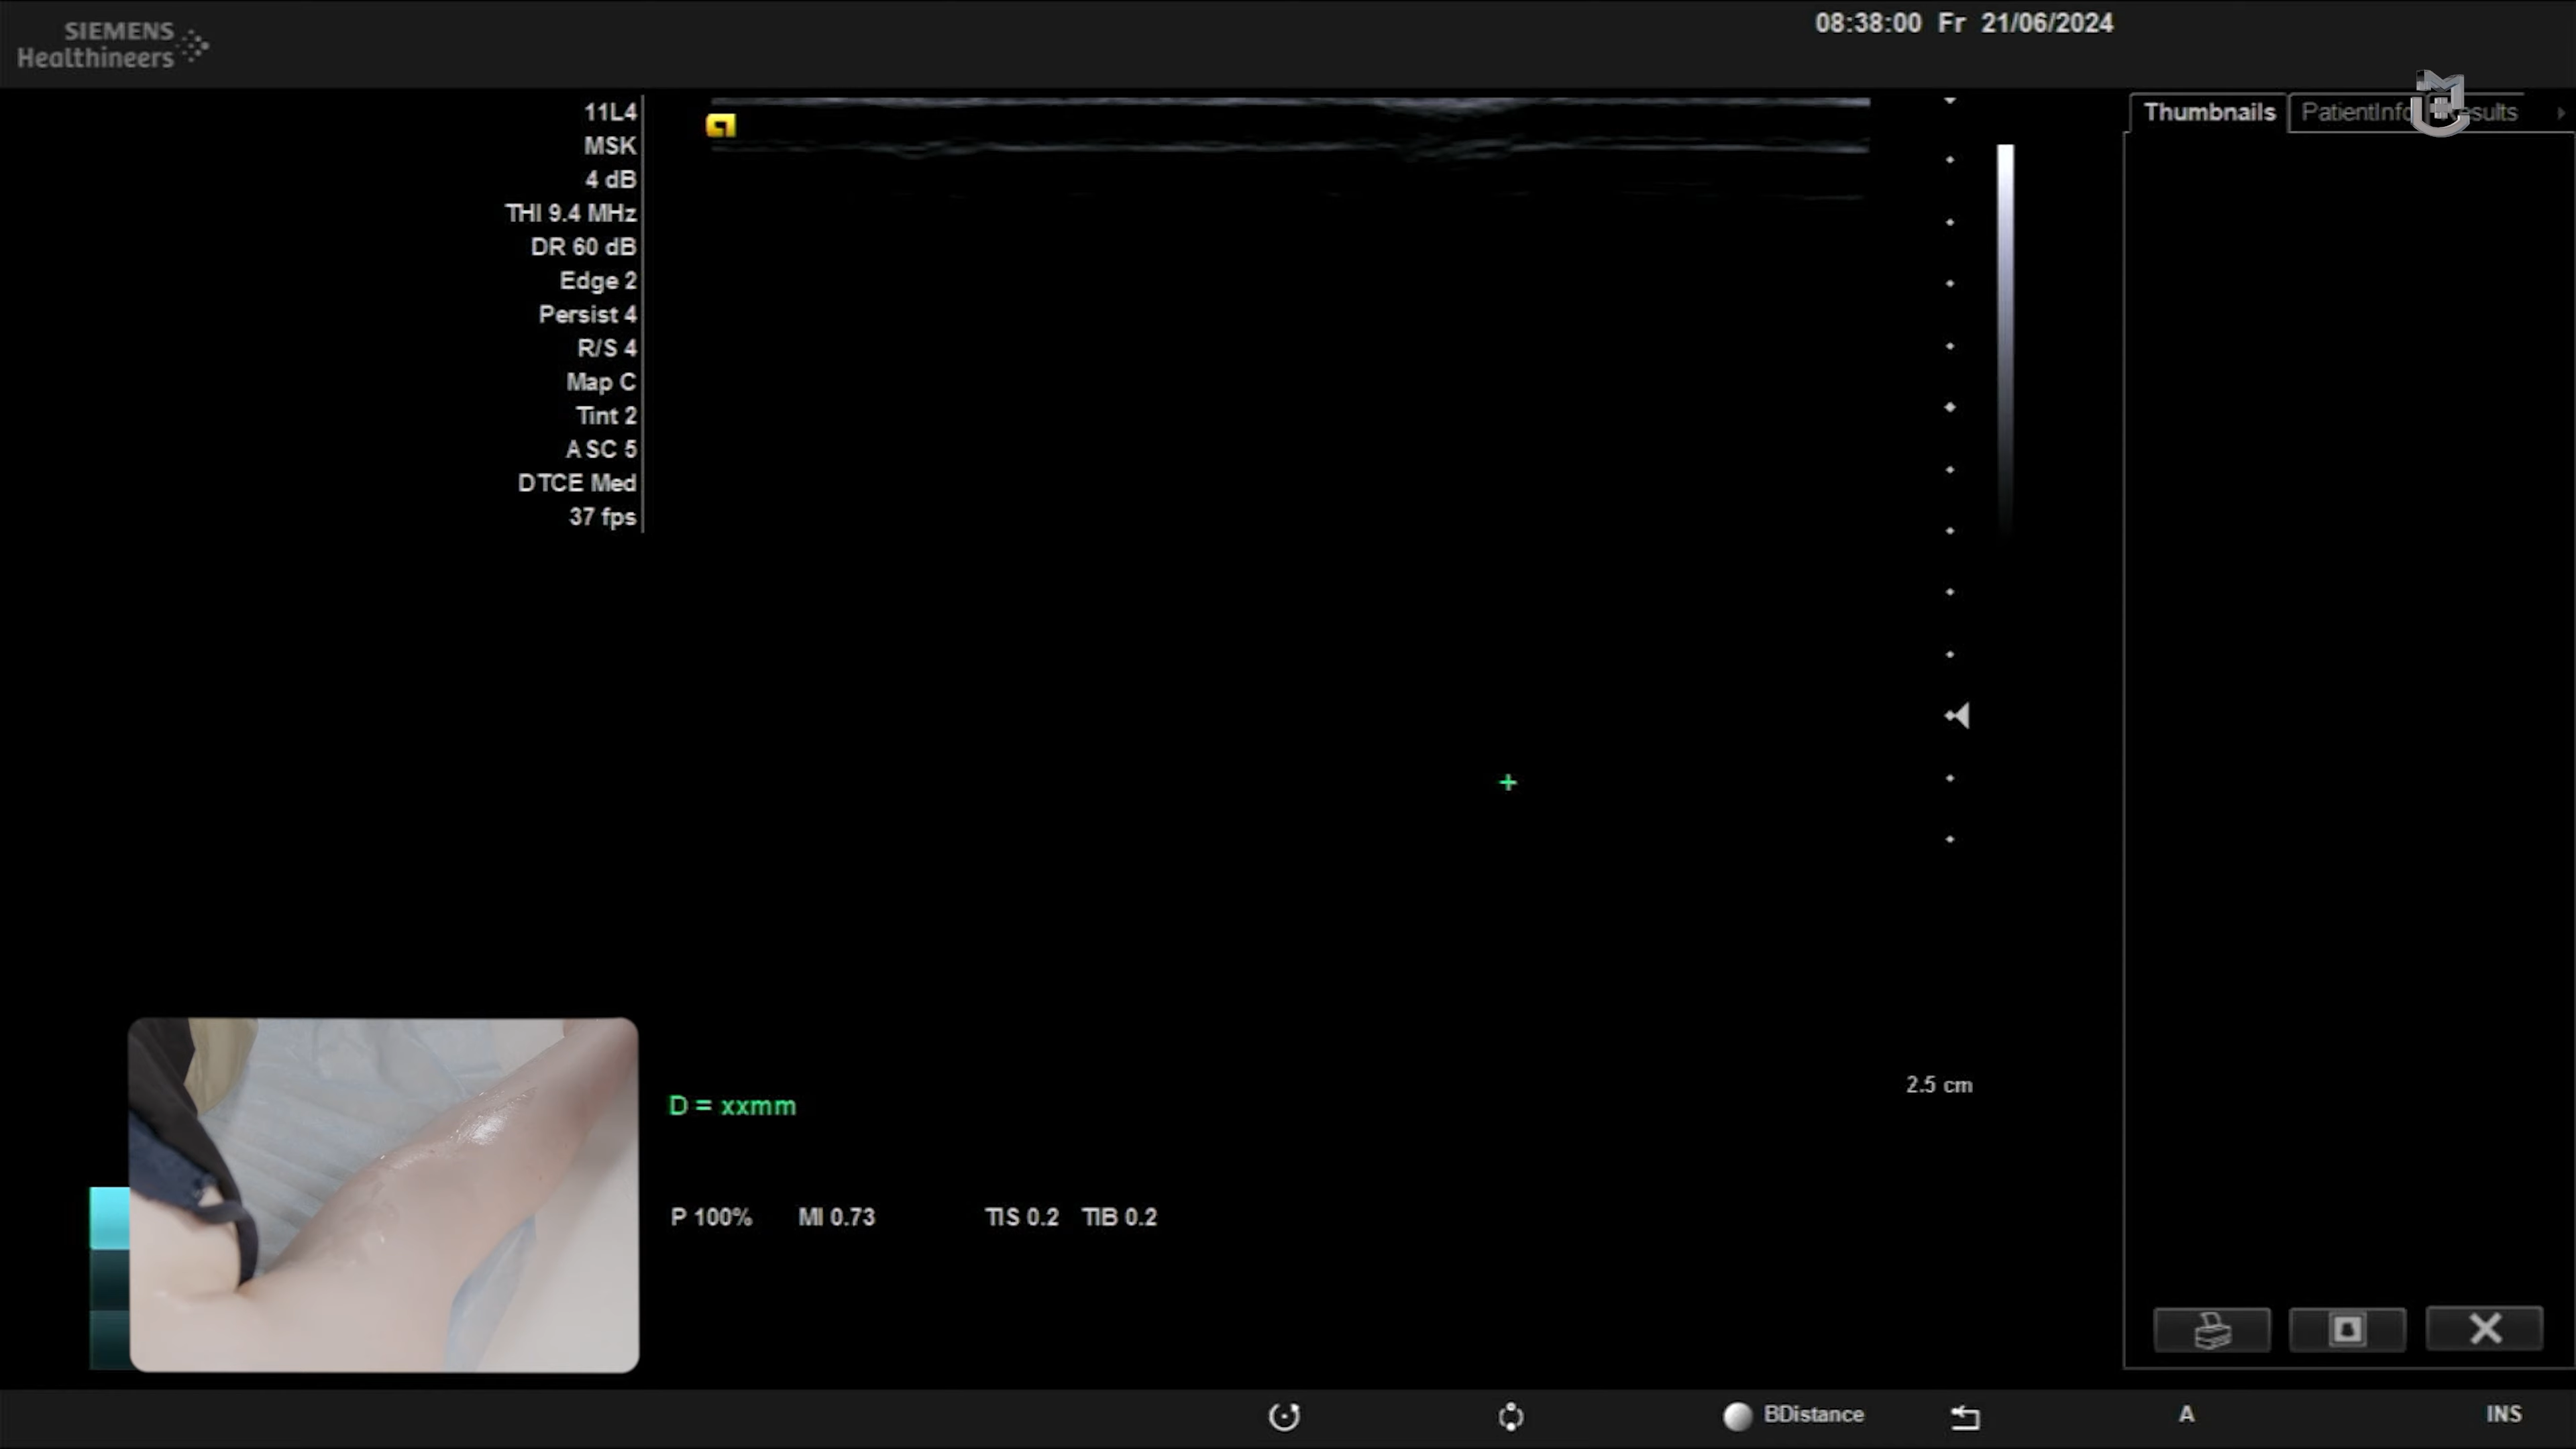 SIEMENS
Healthineers
08:38:00 Fr 21/06/2024
11L4
MSK
4 dB
THI 9.4 MHz
DR 60 dB
Edge 2
Persist 4
R/S 4
Map C
Tint 2
ASC 5
DTCE Med
37 fps
Thumbnails
PatientInfo
2.5 cm
D = xxmm
P 100% MI 0.73 TIS 0.2 TIB 0.2
BDistance A INS